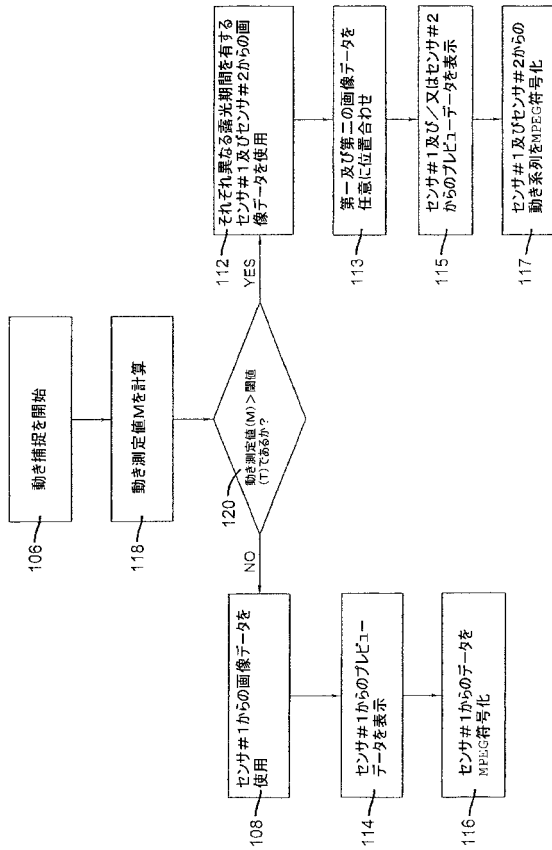 動き捕捉を開始
106
動き測定値Mを計算
118
動き測定値(M)>閾値
(T)であるか?
120
NO
YES
センサ#1からの画像データを
使用
108
センサ#1からのプレビュー
データを表示
114
センサ#1からのデータを
MPEG符号化
116
それぞれ異なる露光期間を有する
センサ#1及びセンサ#2からの画
像データを使用
112
第一及び第二の画像データを
任意に位置合わせ
113
センサ#1及び/又はセンサ#2
からのプレビューデータを表示
115
センサ#1及びセンサ#2からの
動き系列をMPEG符号化
117